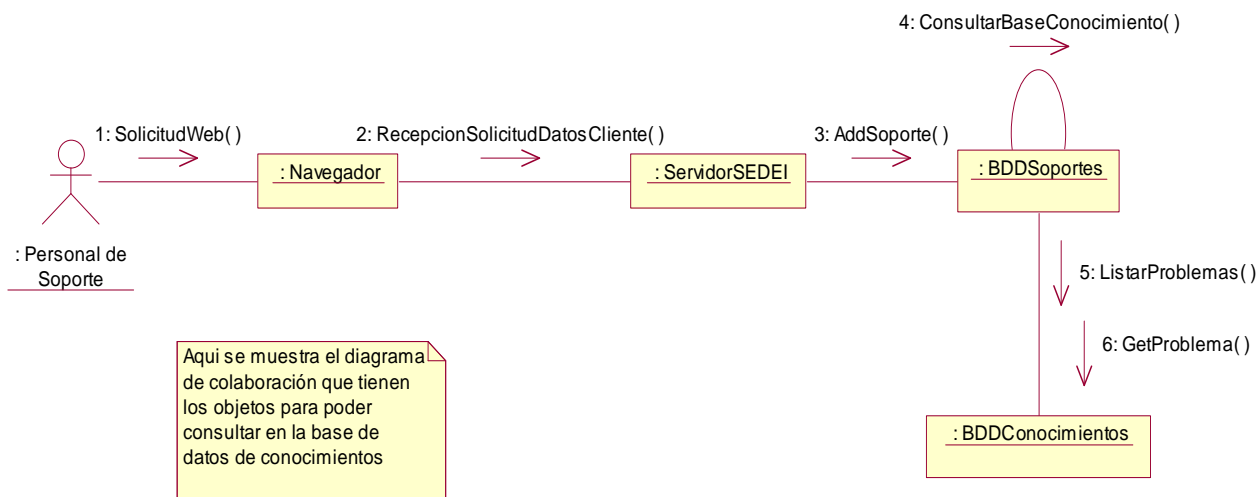 4: ConsultarBaseConocimiento( )
1: SolicitudWeb( )
2: RecepcionSolicitudDatosCliente( )
3: AddSoporte( )
: Navegador
: ServidorSEDEI
: BDDSoportes
: Personal de
Soporte
5: ListarProblemas( )
6: GetProblema( )
Aqui se muestra el diagrama
de colaboración que tienen
los objetos para poder
consultar en la base de
datos de conocimientos
: BDDConocimientos